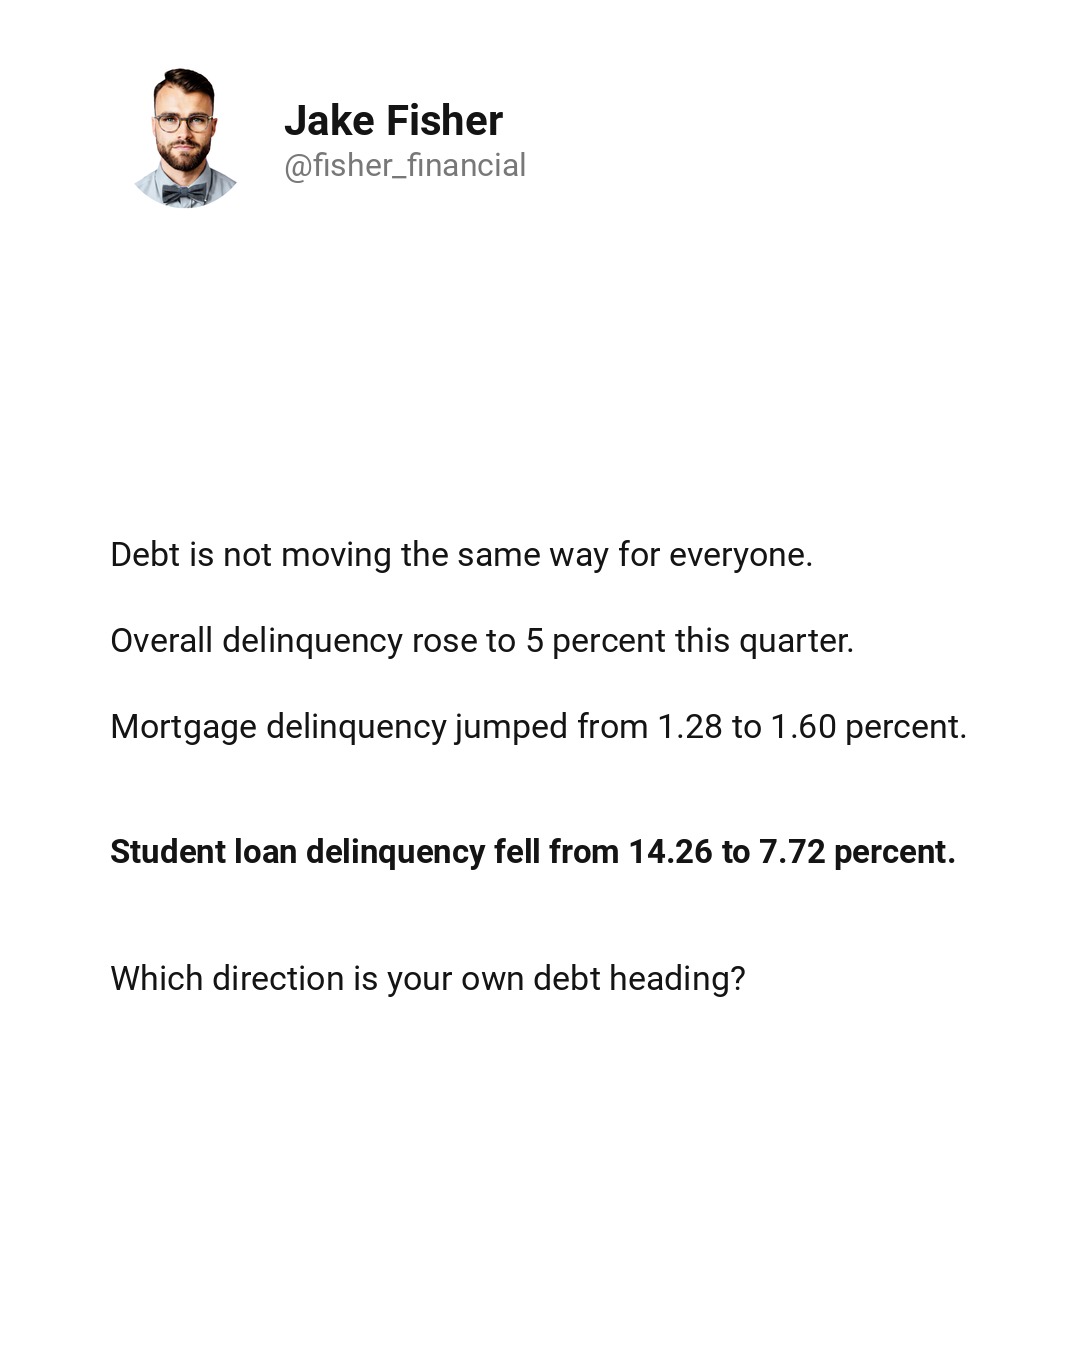 Jake Fisher
@fisher_financial
Debt is not moving the same way for everyone.
Overall delinquency rose to 5 percent this quarter.
Mortgage delinquency jumped from 1.28 to 1.60 percent.
Student loan delinquency fell from 14.26 to 7.72 percent.
Which direction is your own debt heading?